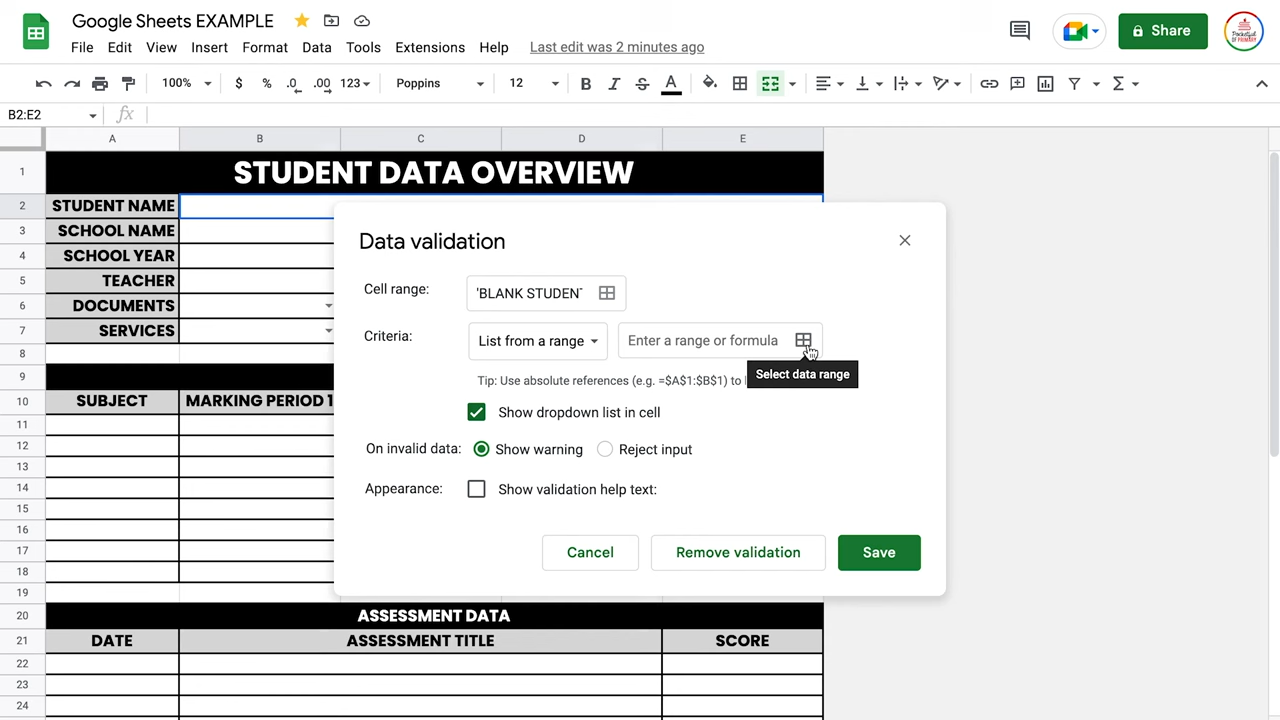 Google Sheets EXAMPLE
File Edit View Insert Format Data Tools Extensions Help Last edit was 2 minutes ago
Share
100% $ % .0 .00 123 Poppins 12 B I S A
B2:E2 fx
A B C D E
1 STUDENT DATA OVERVIEW
2 STUDENT NAME
3 SCHOOL NAME
4 SCHOOL YEAR
5 TEACHER
6 DOCUMENTS
7 SERVICES
8
9
10 SUBJECT MARKING PERIOD 1
11
12
13
14
15
16
17
18
19
20 ASSESSMENT DATA
21 DATE ASSESSMENT TITLE SCORE
22
23
24
Data validation
Cell range: 'BLANK STUDENT
Criteria: List from a range Enter a range or formula
Select data range
Tip: Use absolute references (e.g. =$A$1:$B$1) to
Show dropdown list in cell
On invalid data: Show warning Reject input
Appearance: Show validation help text:
Cancel Remove validation Save